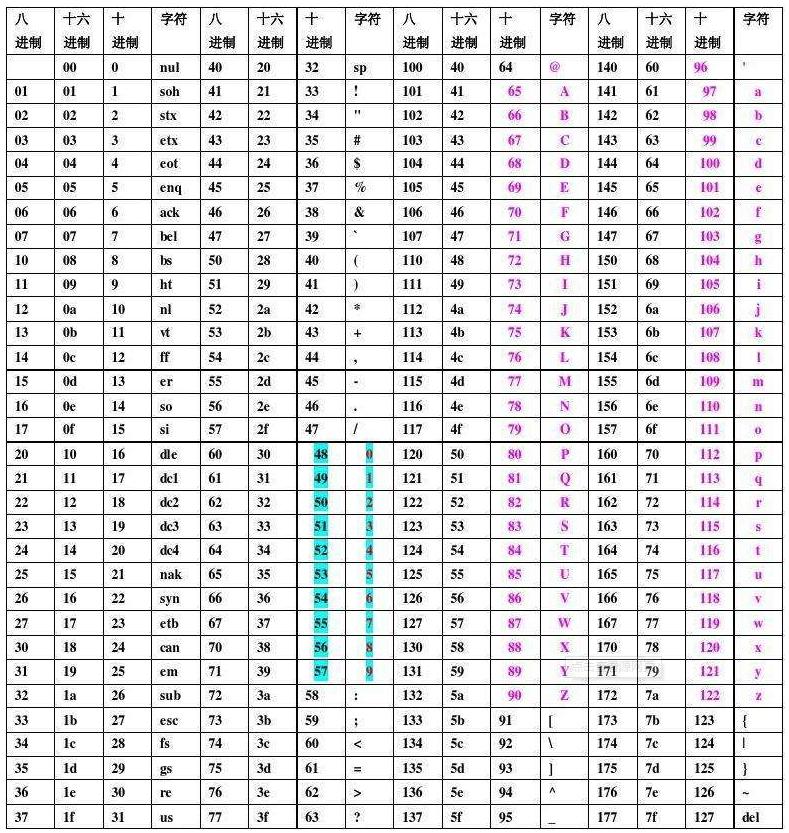 八进制 十六进制 十进制 字符 八进制 十六进制 十进制 字符 八进制 十六进制 十进制 字符 八进制 十六进制 十进制 字符
00 0 nul 40 20 32 sp 100 40 64 @ 140 60 96 '
01 01 1 soh 41 21 33 ! 101 41 65 A 141 61 97 a
02 02 2 stx 42 22 34 " 102 42 66 B 142 62 98 b
03 03 3 etx 43 23 35 # 103 43 67 C 143 63 99 c
04 04 4 eot 44 24 36 $ 104 44 68 D 144 64 100 d
05 05 5 enq 45 25 37 % 105 45 69 E 145 65 101 e
06 06 6 ack 46 26 38 & 106 46 70 F 146 66 102 f
07 07 7 bel 47 27 39 ` 107 47 71 G 147 67 103 g
10 08 8 bs 50 28 40 ( 110 48 72 H 150 68 104 h
11 09 9 ht 51 29 41 ) 111 49 73 I 151 69 105 i
12 0a 10 nl 52 2a 42 * 112 4a 74 J 152 6a 106 j
13 0b 11 vt 53 2b 43 + 113 4b 75 K 153 6b 107 k
14 0c 12 ff 54 2c 44 , 114 4c 76 L 154 6c 108 l
15 0d 13 er 55 2d 45 - 115 4d 77 M 155 6d 109 m
16 0e 14 so 56 2e 46 . 116 4e 78 N 156 6e 110 n
17 0f 15 si 57 2f 47 / 117 4f 79 O 157 6f 111 o
20 10 16 dle 60 30 48 0 120 50 80 P 160 70 112 p
21 11 17 dc1 61 31 49 1 121 51 81 Q 161 71 113 q
22 12 18 dc2 62 32 50 2 122 52 82 R 162 72 114 r
23 13 19 dc3 63 33 51 3 123 53 83 S 163 73 115 s
24 14 20 dc4 64 34 52 4 124 54 84 T 164 74 116 t
25 15 21 nak 65 35 53 5 125 55 85 U 165 75 117 u
26 16 22 syn 66 36 54 6 126 56 86 V 166 76 118 v
27 17 23 etb 67 37 55 7 127 57 87 W 167 77 119 w
30 18 24 can 70 38 56 8 130 58 88 X 170 78 120 x
31 19 25 em 71 39 57 9 131 59 89 Y 171 79 121 y
32 1a 26 sub 72 3a 58 : 132 5a 90 Z 172 7a 122 z
33 1b 27 esc 73 3b 59 ; 133 5b 91 [ 173 7b 123 {
34 1c 28 fs 74 3c 60 < 134 5c 92 \ 174 7c 124 |
35 1d 29 gs 75 3d 61 = 135 5d 93 ] 175 7d 125 }
36 1e 30 re 76 3e 62 > 136 5e 94 ^ 176 7e 126 ~
37 1f 31 us 77 3f 63 ? 137 5f 95 _ 177 7f 127 del